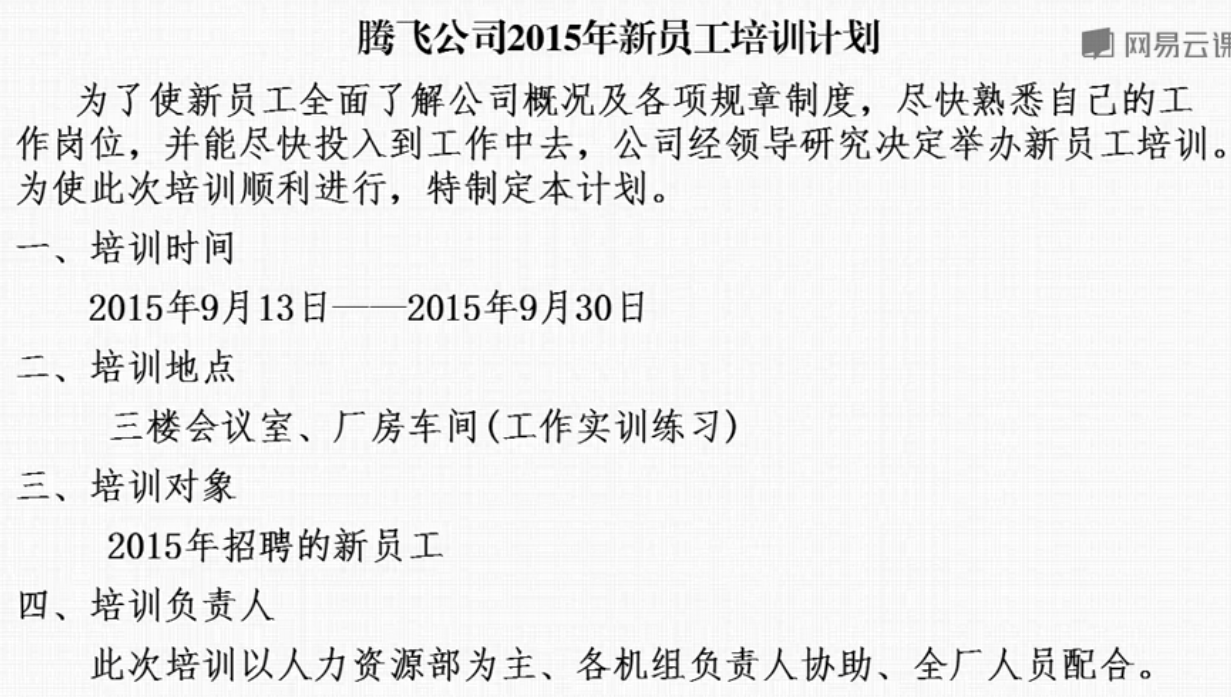 腾飞公司2015年新员工培训计划
网易云课
为了使新员工全面了解公司概况及各项规章制度，尽快熟悉自己的工
作岗位，并能尽快投入到工作中去，公司经领导研究决定举办新员工培训。
为使此次培训顺利进行，特制定本计划。
一、培训时间
2015年9月13日——2015年9月30日
二、培训地点
三楼会议室、厂房车间(工作实训练习)
三、培训对象
2015年招聘的新员工
四、培训负责人
此次培训以人力资源部为主、各机组负责人协助、全厂人员配合。